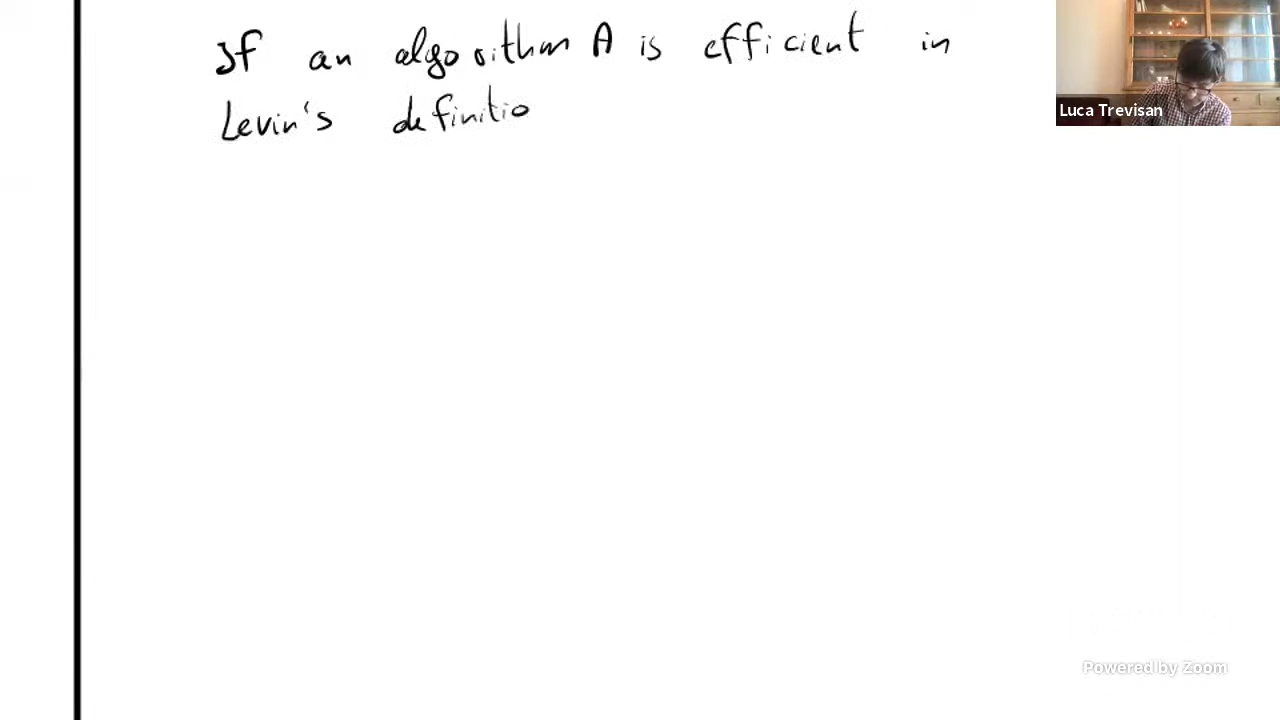 If an algorithm A is efficient in
Levin's definitio
Luca Trevisan
Powered by Zoom